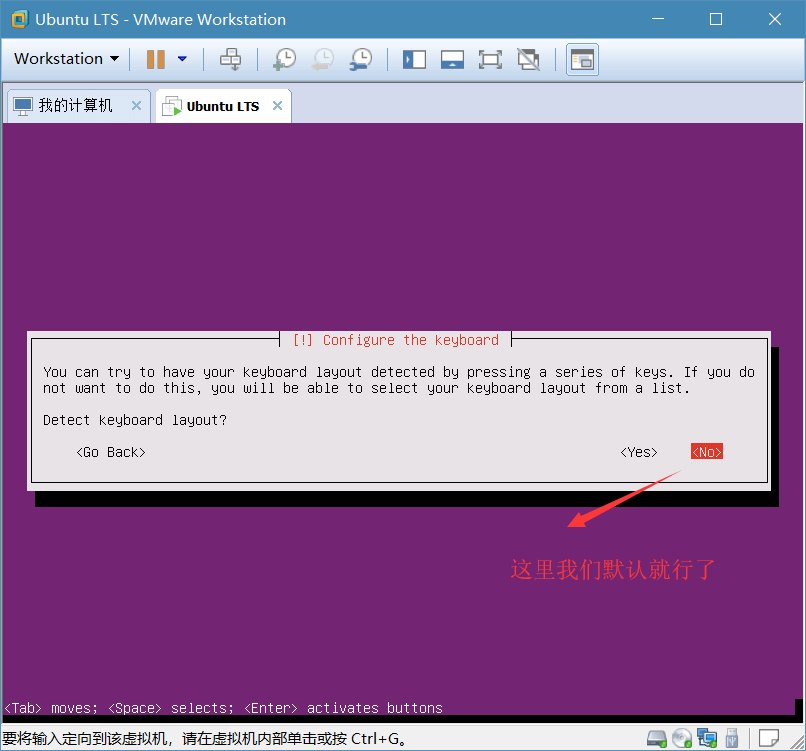 Ubuntu LTS - VMware Workstation
Workstation
我的计算机
Ubuntu LTS
[!] Configure the keyboard
You can try to have your keyboard layout detected by pressing a series of keys. If you do
not want to do this, you will be able to select your keyboard layout from a list.
Detect keyboard layout?
<Go Back> <Yes> <No>
这里我们默认就行了
<Tab> moves; <Space> selects; <Enter> activates buttons
要将输入定向到该虚拟机，请在虚拟机内部单击或按 Ctrl+G。